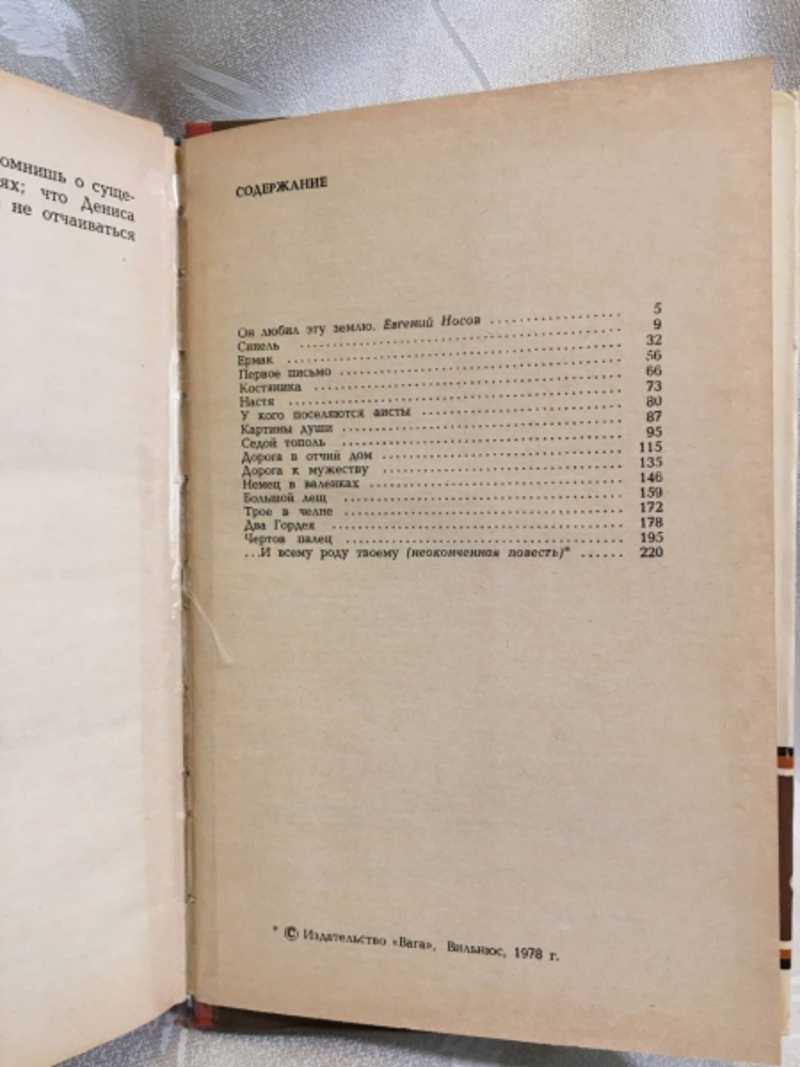 омнишь о суще-
ях; что Дениса
не отчаиваться
СОДЕРЖАНИЕ
Он любил эту землю. Евгений Носов . . . . . . . . . . 5
Синель . . . . . . . . . . 9
Ермак . . . . . . . . . . 32
Первое письмо . . . . . . . . . . 56
Костяника . . . . . . . . . . 66
Настя . . . . . . . . . . 73
У кого поселяются аисты . . . . . . . . . . 80
Картины души . . . . . . . . . . 87
Седой тополь . . . . . . . . . . 95
Дорога в отчий дом . . . . . . . . . . 115
Дорога к мужеству . . . . . . . . . . 135
Немец в валенках . . . . . . . . . . 146
Большой лещ . . . . . . . . . . 159
Трое в челне . . . . . . . . . . 172
Два Гордея . . . . . . . . . . 178
Чертов палец . . . . . . . . . . 195
...И всему роду твоему (неоконченная повесть)* . . . . . . 220
* © Издательство «Вага», Вильнюс, 1978 г.